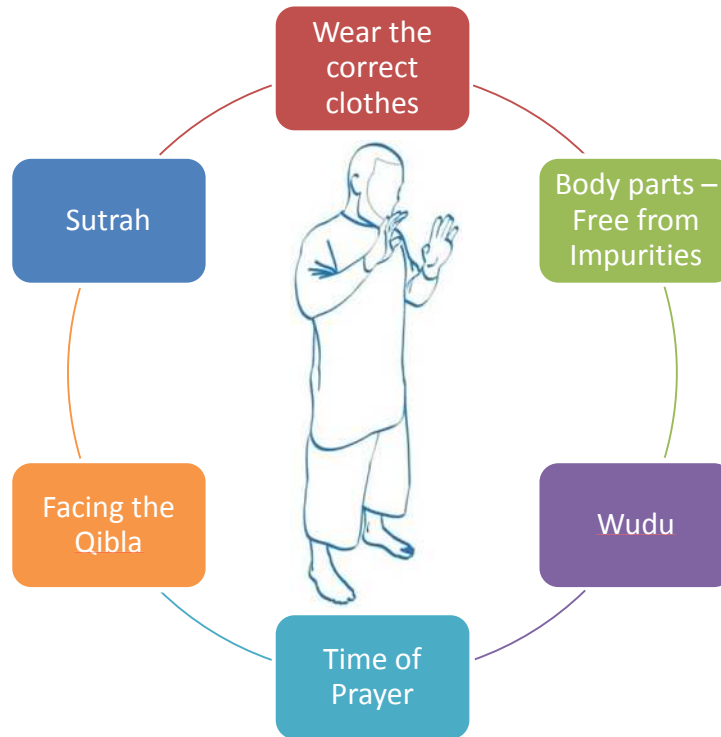 Wear the
correct
clothes
Body parts –
Free from
Impurities
Wudu
Time of
Prayer
Facing the
Qibla
Sutrah